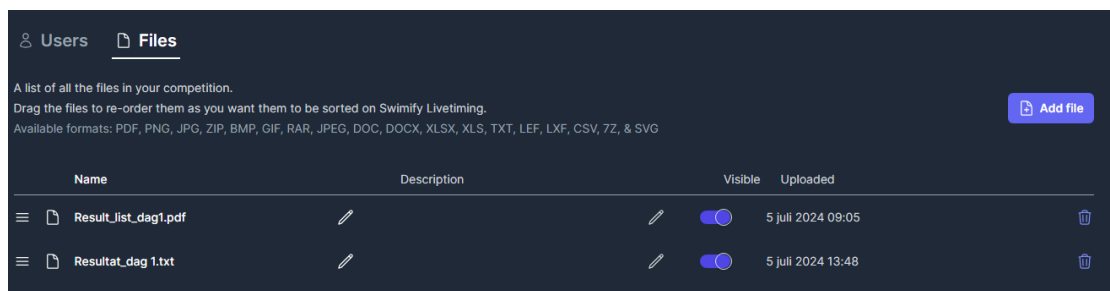 Users Files
A list of all the files in your competition.
Drag the files to re-order them as you want them to be sorted on Swimify Livetiming.
Available formats: PDF, PNG, JPG, ZIP, BMP, GIF, RAR, JPEG, DOC, DOCX, XLSX, XLS, TXT, LEF, LXF, CSV, 7Z, & SVG
Add file
Name Description Visible Uploaded
Result_list_dag1.pdf 5 juli 2024 09:05
Resultat_dag 1.txt 5 juli 2024 13:48